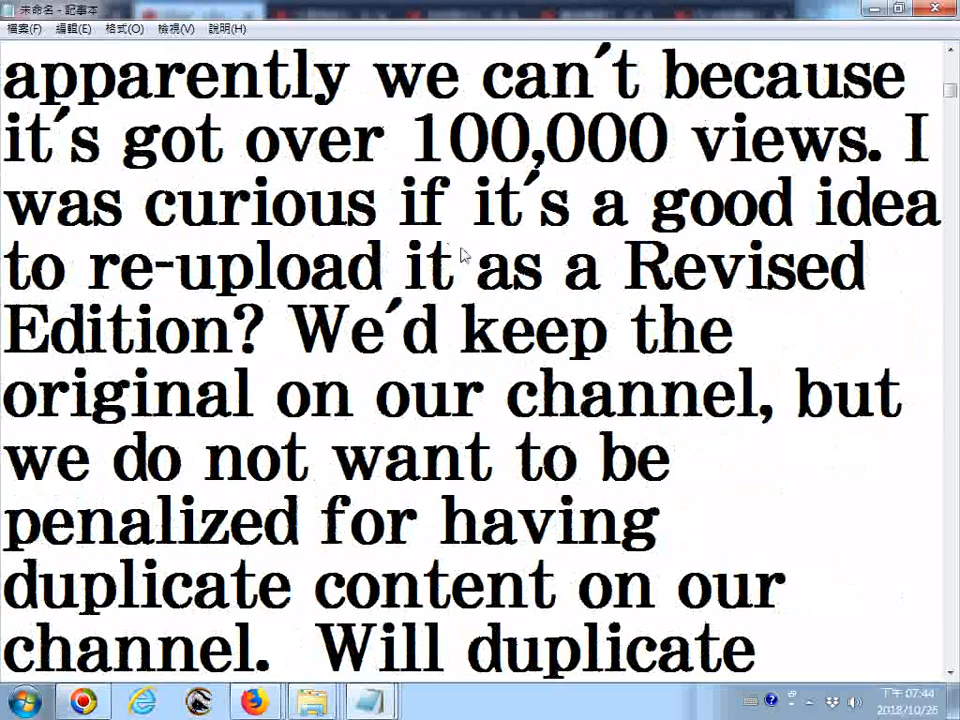 未命名 - 記事本
檔案(F) 編輯(E) 格式(O) 檢視(V) 說明(H)
apparently we can´t because
it´s got over 100,000 views. I
was curious if it´s a good idea
to re-upload it as a Revised
Edition? We´d keep the
original on our channel, but
we do not want to be
penalized for having
duplicate content on our
channel.  Will duplicate
下午 07:44
2018/10/26